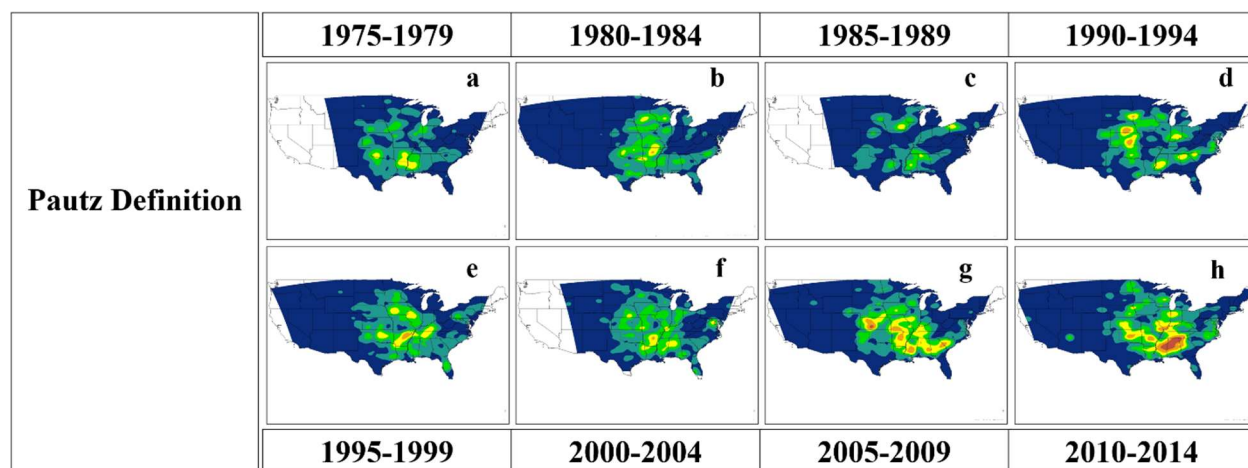 1975-1979
1980-1984
1985-1989
1990-1994
a
b
c
d
Pautz Definition
e
f
g
h
1995-1999
2000-2004
2005-2009
2010-2014